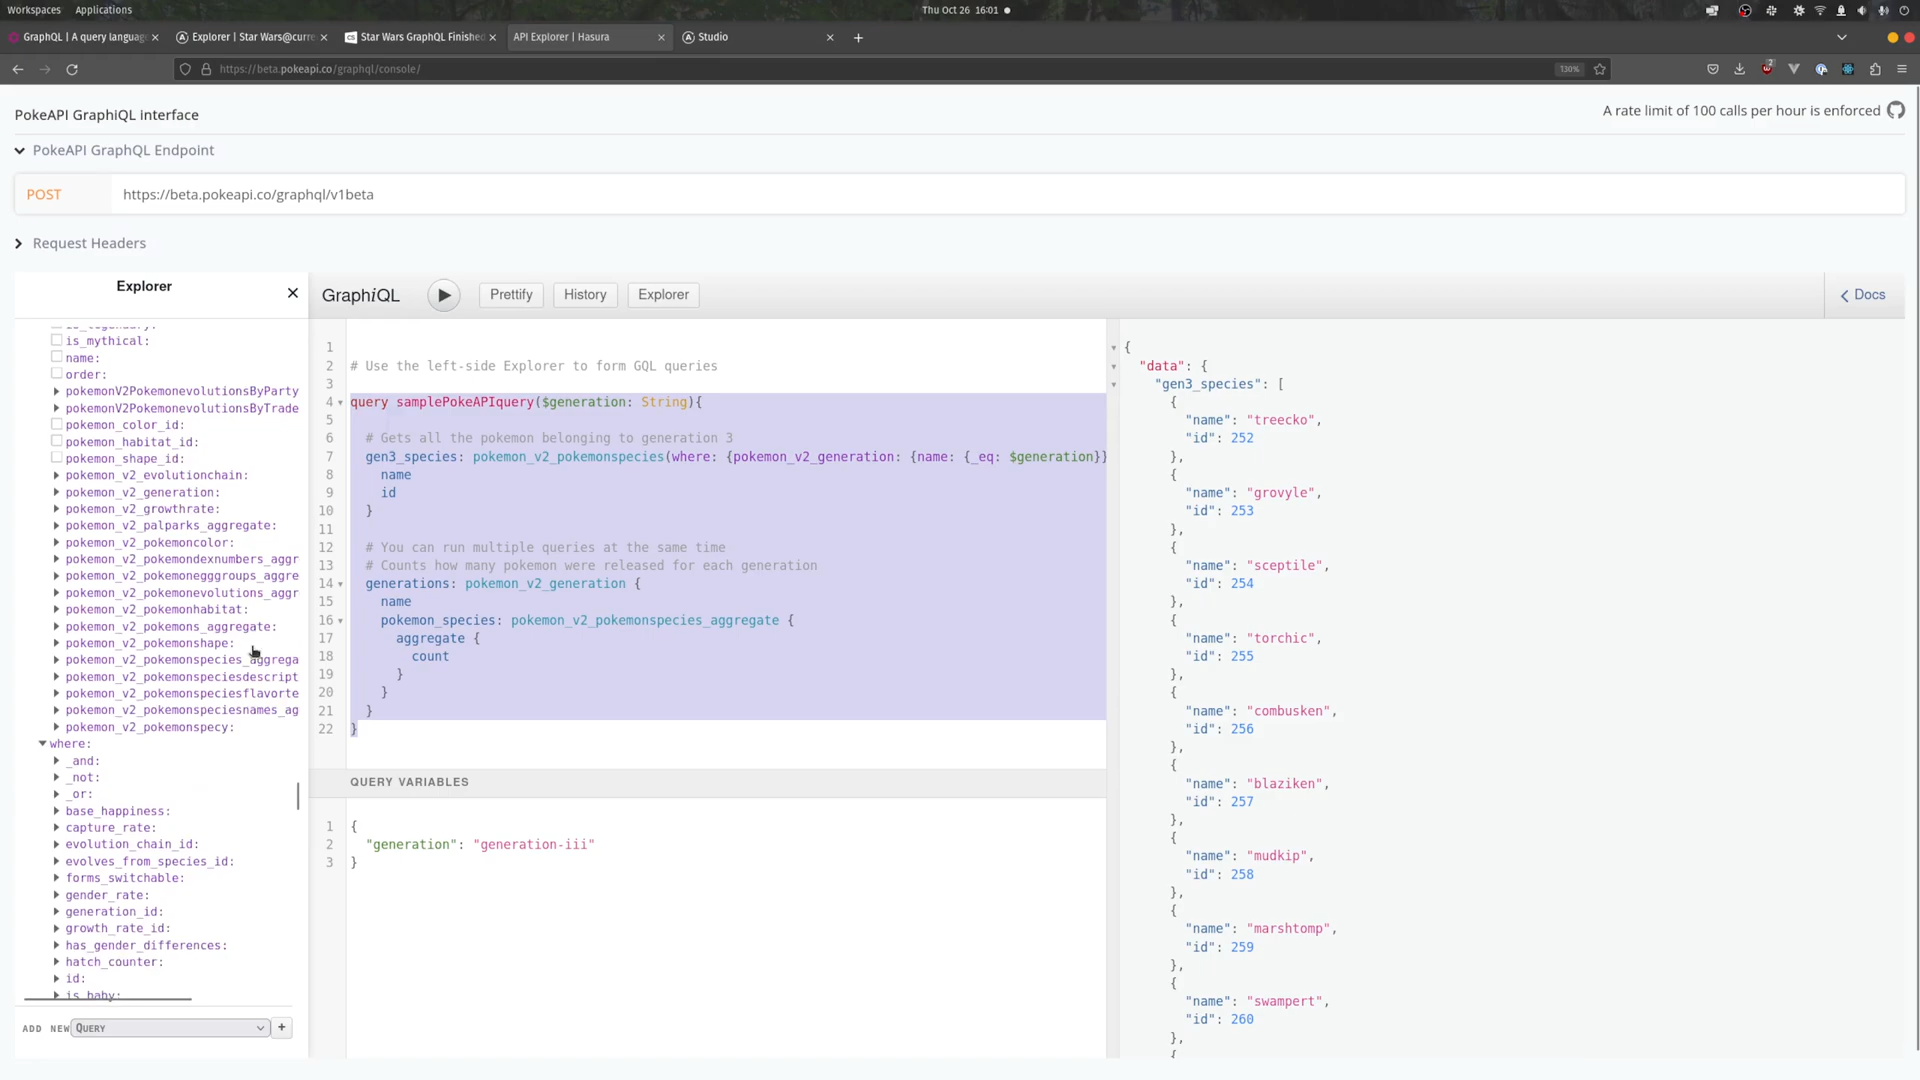 Workspaces Applications Thu Oct 26 16:01
GraphQL | A query langua
Explorer | Star Wars@curr
Star Wars GraphQL Finished
API Explorer | Hasura
Studio
https://beta.pokeapi.co/graphql/console/ 130% 2
PokeAPI GraphiQL interface
A rate limit of 100 calls per hour is enforced
PokeAPI GraphQL Endpoint
POST https://beta.pokeapi.co/graphql/v1beta
Request Headers
Explorer
is_legendary:
is_mythical:
name:
order:
pokemonV2PokemonevolutionsByParty
pokemonV2PokemonevolutionsByTrade
pokemon_color_id:
pokemon_habitat_id:
pokemon_shape_id:
pokemon_v2_evolutionchain:
pokemon_v2_generation:
pokemon_v2_growthrate:
pokemon_v2_palparks_aggregate:
pokemon_v2_pokemoncolor:
pokemon_v2_pokemondexnumbers_aggr
pokemon_v2_pokemonegggroups_aggre
pokemon_v2_pokemonevolutions_aggr
pokemon_v2_pokemonhabitat:
pokemon_v2_pokemons_aggregate:
pokemon_v2_pokemonshape:
pokemon_v2_pokemonspecies_aggrega
pokemon_v2_pokemonspeciesdescript
pokemon_v2_pokemonspeciesflavorte
pokemon_v2_pokemonspeciesnames_ag
pokemon_v2_pokemonspecy:
where:
_and:
_not:
_or:
base_happiness:
capture_rate:
evolution_chain_id:
evolves_from_species_id:
forms_switchable:
gender_rate:
generation_id:
growth_rate_id:
has_gender_differences:
hatch_counter:
id:
is_baby:
ADD NEW QUERY +
GraphiQL Prettify History Explorer Docs
1
2 # Use the left-side Explorer to form GQL queries
3
4 query samplePokeAPIquery($generation: String){
5
6 # Gets all the pokemon belonging to generation 3
7 gen3_species: pokemon_v2_pokemonspecies(where: {pokemon_v2_generation: {name: {_eq: $generation}}
8 name
9 id
10 }
11
12 # You can run multiple queries at the same time
13 # Counts how many pokemon were released for each generation
14 generations: pokemon_v2_generation {
15 name
16 pokemon_species: pokemon_v2_pokemonspecies_aggregate {
17 aggregate {
18 count
19 }
20 }
21 }
22 }
QUERY VARIABLES
1 {
2 "generation": "generation-iii"
3 }
{
"data": {
"gen3_species": [
{
"name": "treecko",
"id": 252
},
{
"name": "grovyle",
"id": 253
},
{
"name": "sceptile",
"id": 254
},
{
"name": "torchic",
"id": 255
},
{
"name": "combusken",
"id": 256
},
{
"name": "blaziken",
"id": 257
},
{
"name": "mudkip",
"id": 258
},
{
"name": "marshtomp",
"id": 259
},
{
"name": "swampert",
"id": 260
},
{